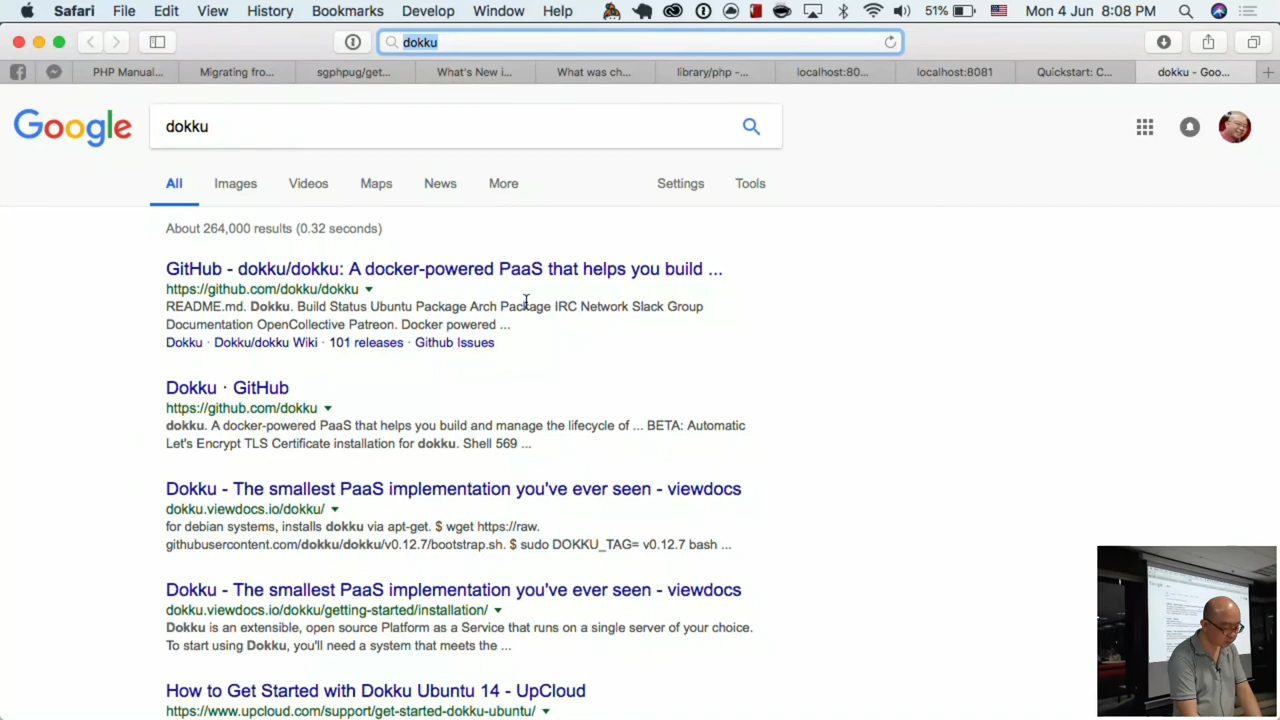 Safari File Edit View History Bookmarks Develop Window Help 51% Mon 4 Jun 8:08 PM
dokku
PHP Manual... Migrating fro... sgphpug/get... What's New i... What was ch... library/php -... localhost:80... localhost:8081 Quickstart: C... dokku - Goo...
Google dokku
All Images Videos Maps News More Settings Tools
About 264,000 results (0.32 seconds)
GitHub - dokku/dokku: A docker-powered PaaS that helps you build ...
https://github.com/dokku/dokku
README.md. Dokku. Build Status Ubuntu Package Arch Package IRC Network Slack Group
Documentation OpenCollective Patreon. Docker powered ...
Dokku · Dokku/dokku Wiki · 101 releases · Github Issues
Dokku · GitHub
https://github.com/dokku
dokku. A docker-powered PaaS that helps you build and manage the lifecycle of ... BETA: Automatic
Let's Encrypt TLS Certificate installation for dokku. Shell 569 ...
Dokku - The smallest PaaS implementation you've ever seen - viewdocs
dokku.viewdocs.io/dokku/
for debian systems, installs dokku via apt-get. $ wget https://raw.
githubusercontent.com/dokku/dokku/v0.12.7/bootstrap.sh. $ sudo DOKKU_TAG= v0.12.7 bash ...
Dokku - The smallest PaaS implementation you've ever seen - viewdocs
dokku.viewdocs.io/dokku/getting-started/installation/
Dokku is an extensible, open source Platform as a Service that runs on a single server of your choice.
To start using Dokku, you'll need a system that meets the ...
How to Get Started with Dokku Ubuntu 14 - UpCloud
https://www.upcloud.com/support/get-started-dokku-ubuntu/